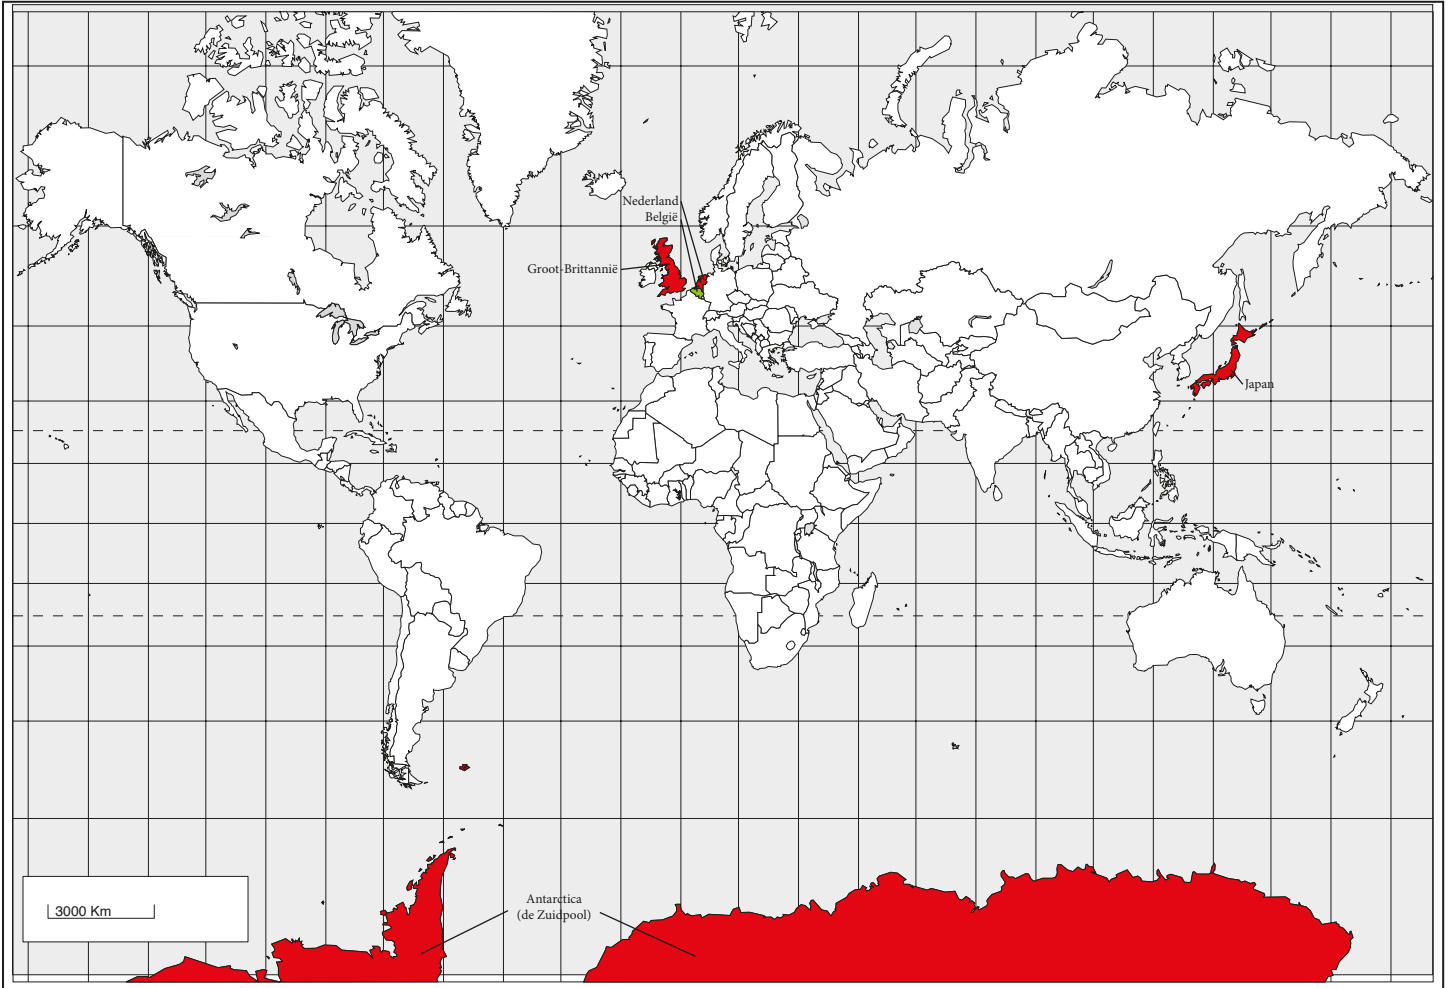 Nederland
België
Groot-Brittannië
Japan
Antarctica
(de Zuidpool)
3000 Km